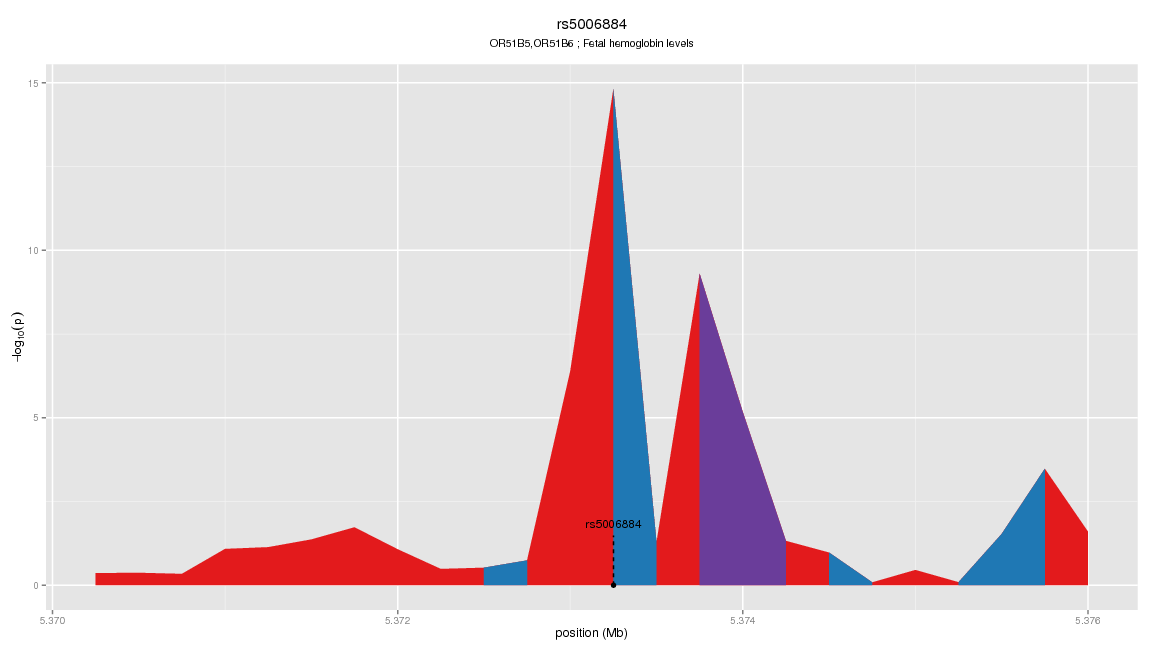 rs5006884
OR51B5,OR51B6 ; Fetal hemoglobin levels
15
10
5
0
−log10(p)
rs5006884
5.370
5.372
5.374
5.376
position (Mb)